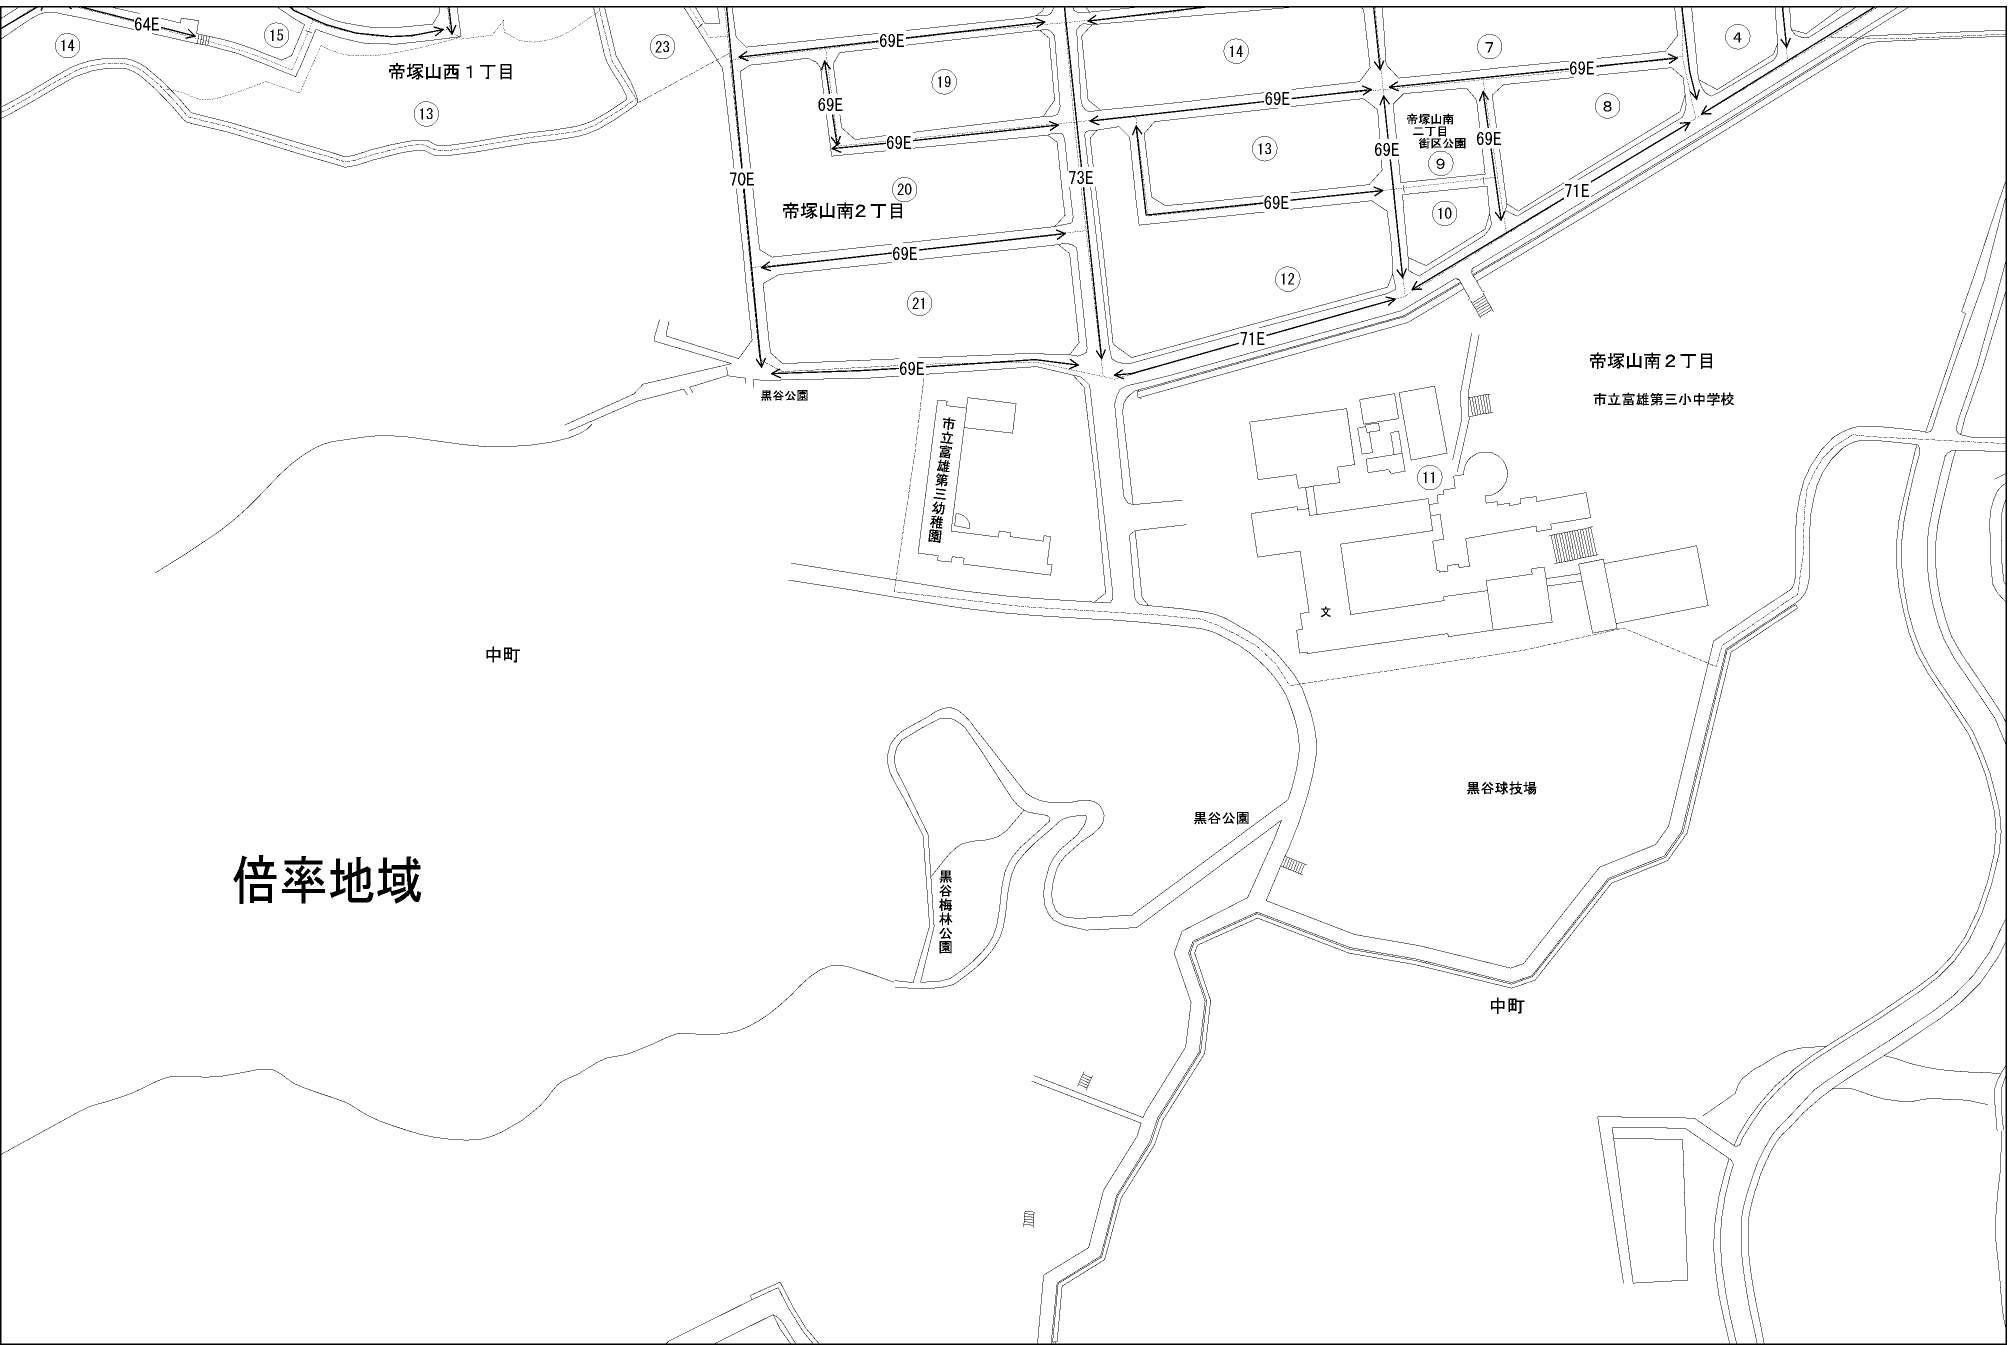 64E
15
14
帝塚山西１丁目
13
23
69E
19
69E
69E
70E
20
帝塚山南２丁目
69E
21
69E
黒谷公園
73E
14
69E
13
69E
12
71E
7
69E
帝塚山南
二丁目
街区公園
9
69E
69E
10
8
4
71E
帝塚山南２丁目
市立富雄第三小中学校
11
文
市立富雄第三幼稚園
中町
倍率地域
黒谷梅林公園
黒谷公園
黒谷球技場
中町